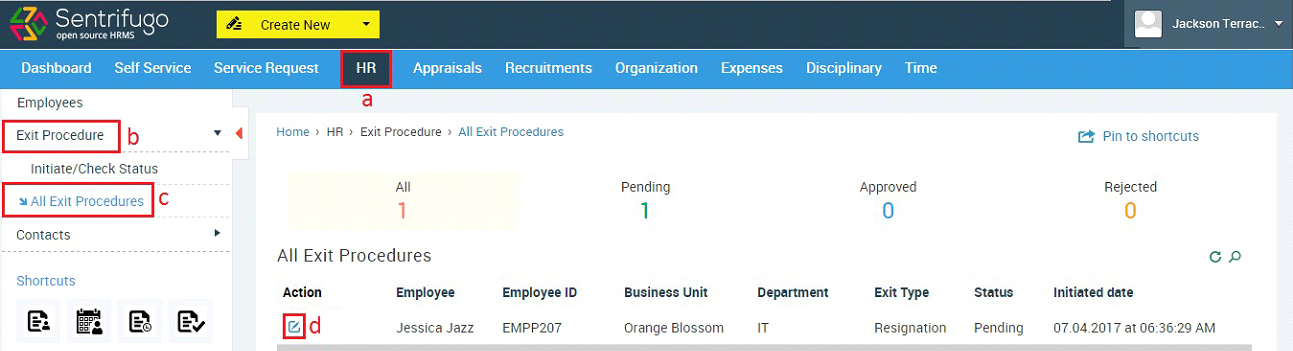 Sentrifugo
open source HRMS
Create New
Jackson Terrac..
Dashboard Self Service Service Request HR Appraisals Recruitments Organization Expenses Disciplinary Time
a
Employees
Exit Procedure b
Initiate/Check Status
All Exit Procedures c
Contacts
Shortcuts
Home › HR › Exit Procedure › All Exit Procedures
Pin to shortcuts
All Pending Approved Rejected
1 1 0 0
All Exit Procedures
Action Employee Employee ID Business Unit Department Exit Type Status Initiated date
d Jessica Jazz EMPP207 Orange Blossom IT Resignation Pending 07.04.2017 at 06:36:29 AM